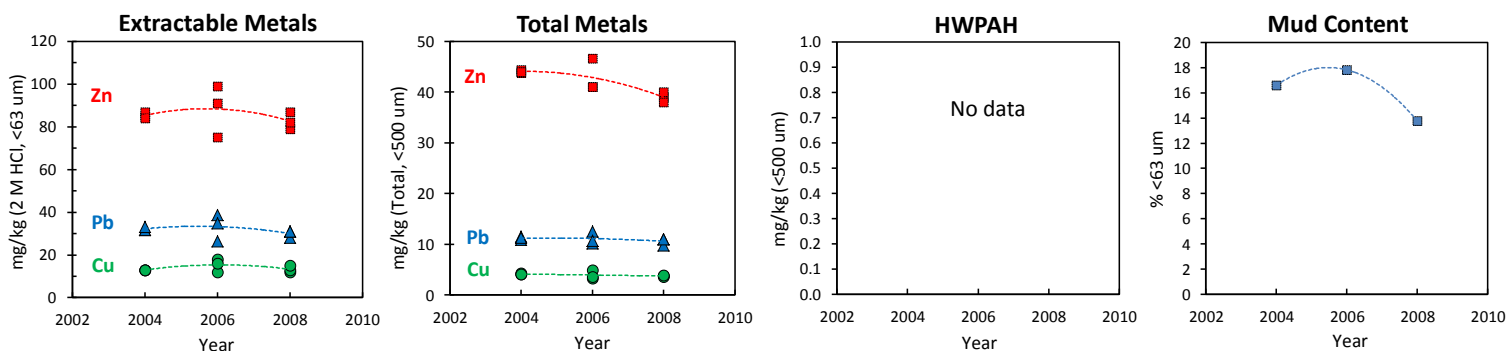 Extractable Metals
mg/kg (2 M HCl, <63 um)
120
100
80
60
40
20
0
Zn
Pb
Cu
2002 2004 2006 2008 2010
Year
Total Metals
mg/kg (Total, <500 um)
50
40
30
20
10
0
Zn
Pb
Cu
2002 2004 2006 2008 2010
Year
HWPAH
mg/kg (<500 um)
1.0
0.9
0.8
0.7
0.6
0.5
0.4
0.3
0.2
0.1
0.0
No data
2002 2004 2006 2008 2010
Year
Mud Content
% <63 um
20
18
16
14
12
10
8
6
4
2
0
2002 2004 2006 2008 2010
Year